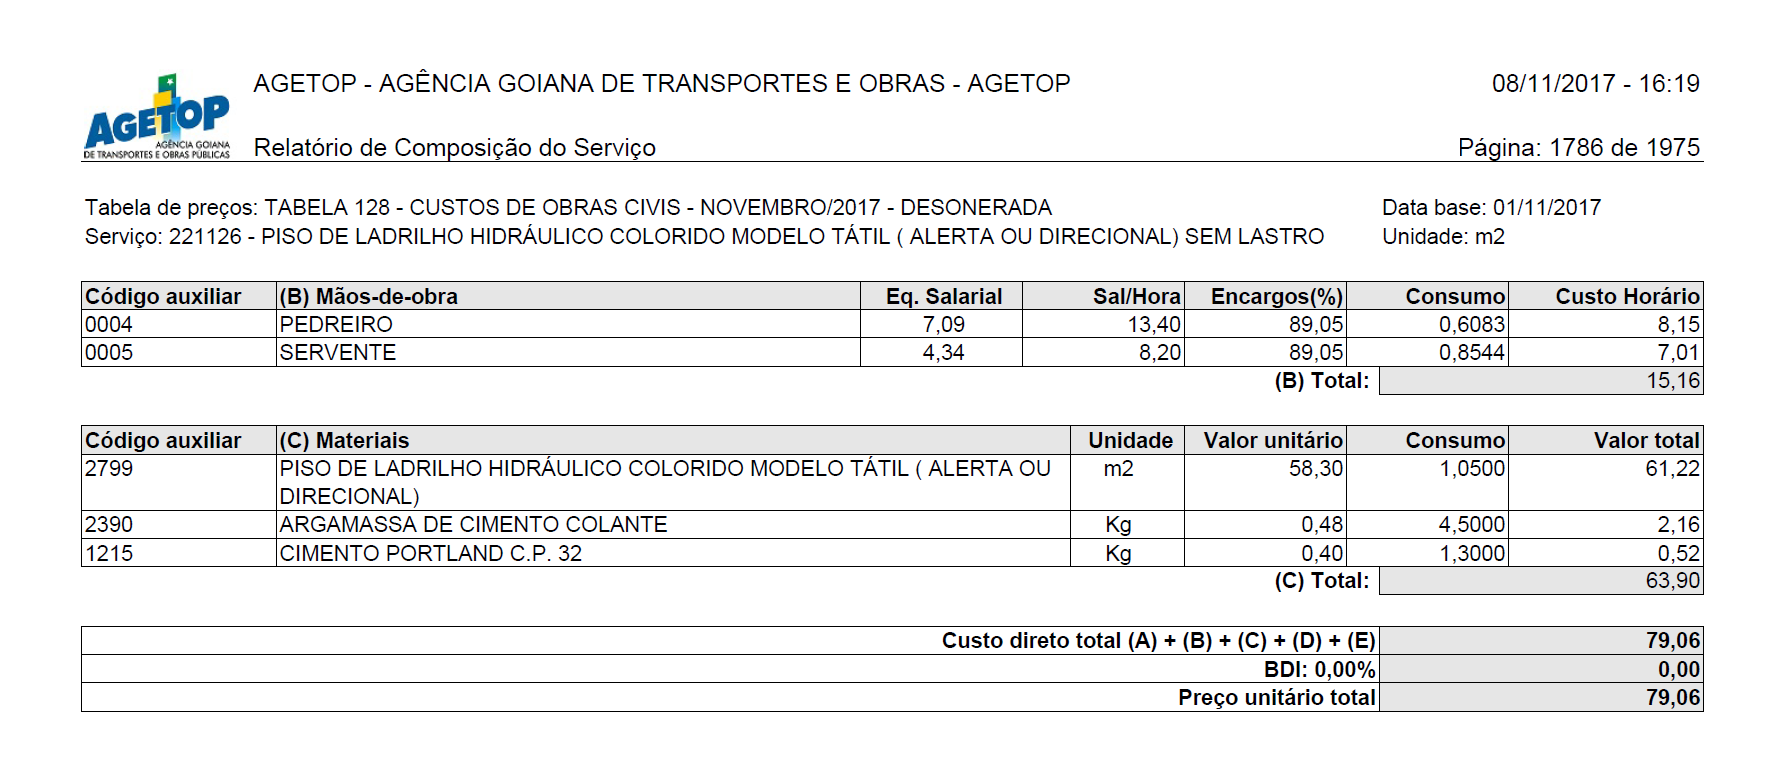 AGETOP
AGÊNCIA GOIANA
DE TRANSPORTES E OBRAS PÚBLICAS
AGETOP - AGÊNCIA GOIANA DE TRANSPORTES E OBRAS - AGETOP 08/11/2017 - 16:19
Relatório de Composição do Serviço Página: 1786 de 1975
Tabela de preços: TABELA 128 - CUSTOS DE OBRAS CIVIS - NOVEMBRO/2017 - DESONERADA Data base: 01/11/2017
Serviço: 221126 - PISO DE LADRILHO HIDRÁULICO COLORIDO MODELO TÁTIL ( ALERTA OU DIRECIONAL) SEM LASTRO Unidade: m2
Código auxiliar (B) Mãos-de-obra Eq. Salarial Sal/Hora Encargos(%) Consumo Custo Horário
0004 PEDREIRO 7,09 13,40 89,05 0,6083 8,15
0005 SERVENTE 4,34 8,20 89,05 0,8544 7,01
(B) Total: 15,16
Código auxiliar (C) Materiais Unidade Valor unitário Consumo Valor total
2799 PISO DE LADRILHO HIDRÁULICO COLORIDO MODELO TÁTIL ( ALERTA OU m2 58,30 1,0500 61,22
DIRECIONAL)
2390 ARGAMASSA DE CIMENTO COLANTE Kg 0,48 4,5000 2,16
1215 CIMENTO PORTLAND C.P. 32 Kg 0,40 1,3000 0,52
(C) Total: 63,90
Custo direto total (A) + (B) + (C) + (D) + (E) 79,06
BDI: 0,00% 0,00
Preço unitário total 79,06